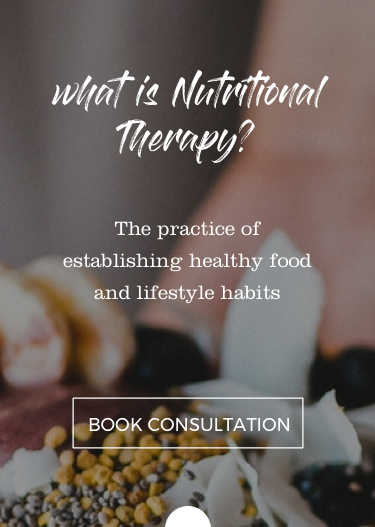 what is Nutritional
Therapy?
The practice of
establishing healthy food
and lifestyle habits
BOOK CONSULTATION